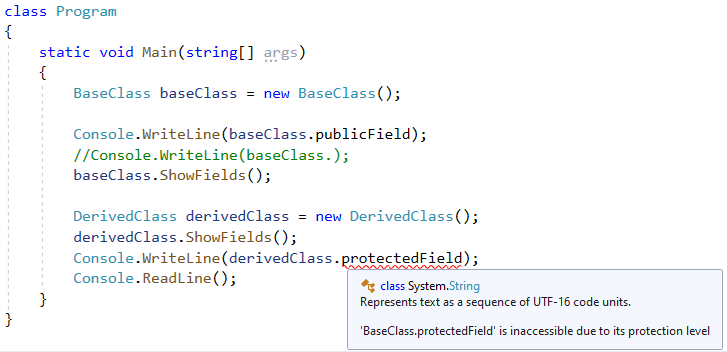 class Program
{
    static void Main(string[] args)
    {
        BaseClass baseClass = new BaseClass();

        Console.WriteLine(baseClass.publicField);
        //Console.WriteLine(baseClass.);
        baseClass.ShowFields();

        DerivedClass derivedClass = new DerivedClass();
        derivedClass.ShowFields();
        Console.WriteLine(derivedClass.protectedField);
        Console.ReadLine();
    }
}
class System.String
Represents text as a sequence of UTF-16 code units.
'BaseClass.protectedField' is inaccessible due to its protection level